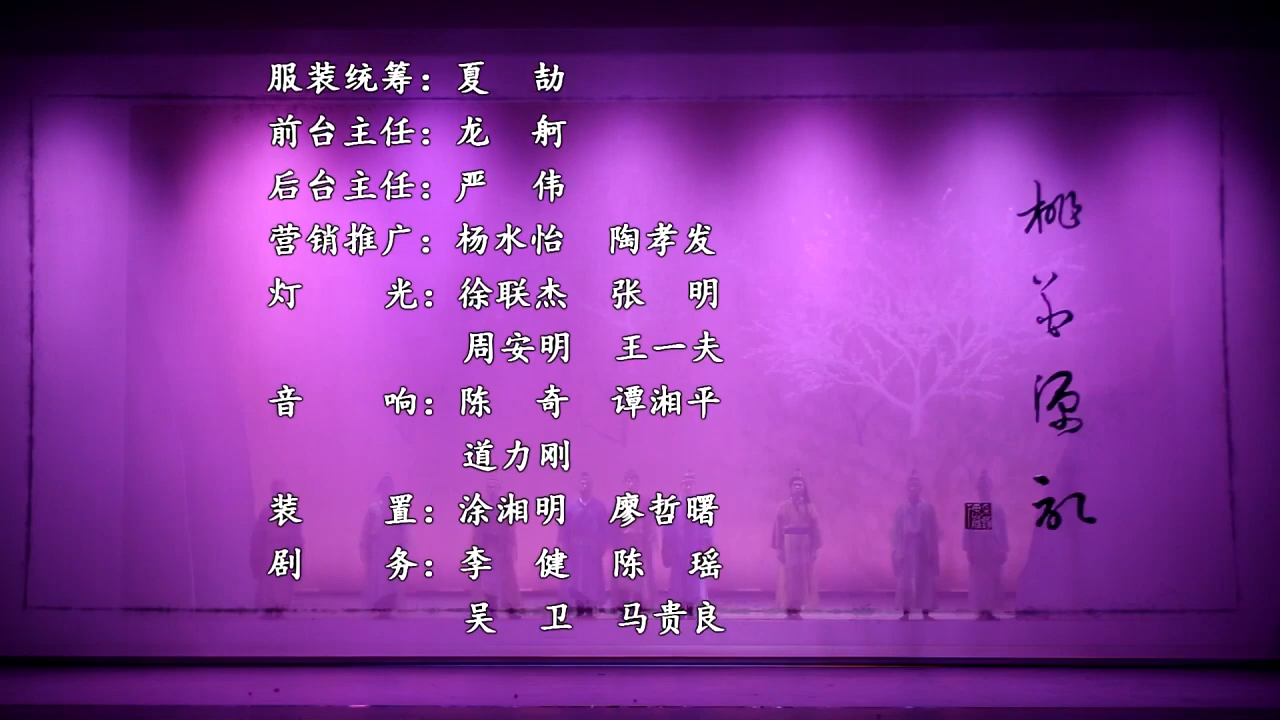 服装统筹：夏 劼
前台主任：龙 舸
后台主任：严 伟
营销推广：杨水怡 陶孝发
灯 光：徐联杰 张 明
周安明 王一夫
音 响：陈 奇 谭湘平
道力刚
装 置：涂湘明 廖哲曙
剧 务：李 健 陈 瑶
吴 卫 马贵良
桃花源记